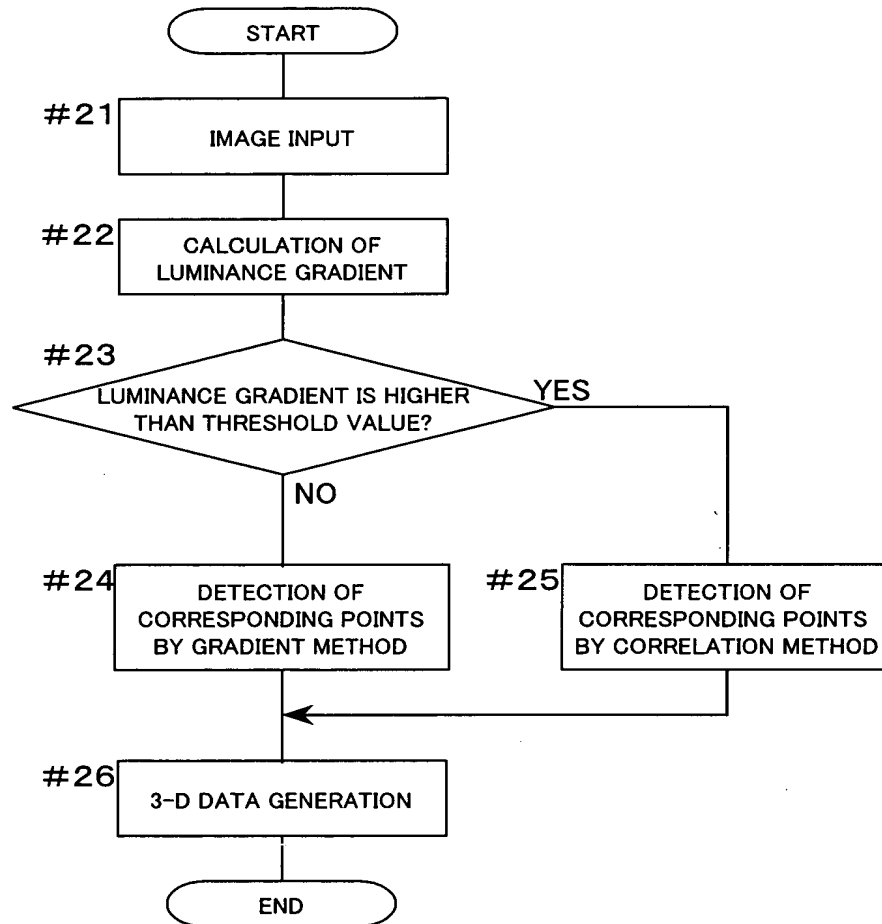 START
#21
IMAGE INPUT
#22
CALCULATION OF
LUMINANCE GRADIENT
#23
LUMINANCE GRADIENT IS HIGHER
THAN THRESHOLD VALUE?
YES
NO
#24
DETECTION OF
CORRESPONDING POINTS
BY GRADIENT METHOD
#25
DETECTION OF
CORRESPONDING POINTS
BY CORRELATION METHOD
#26
3-D DATA GENERATION
END